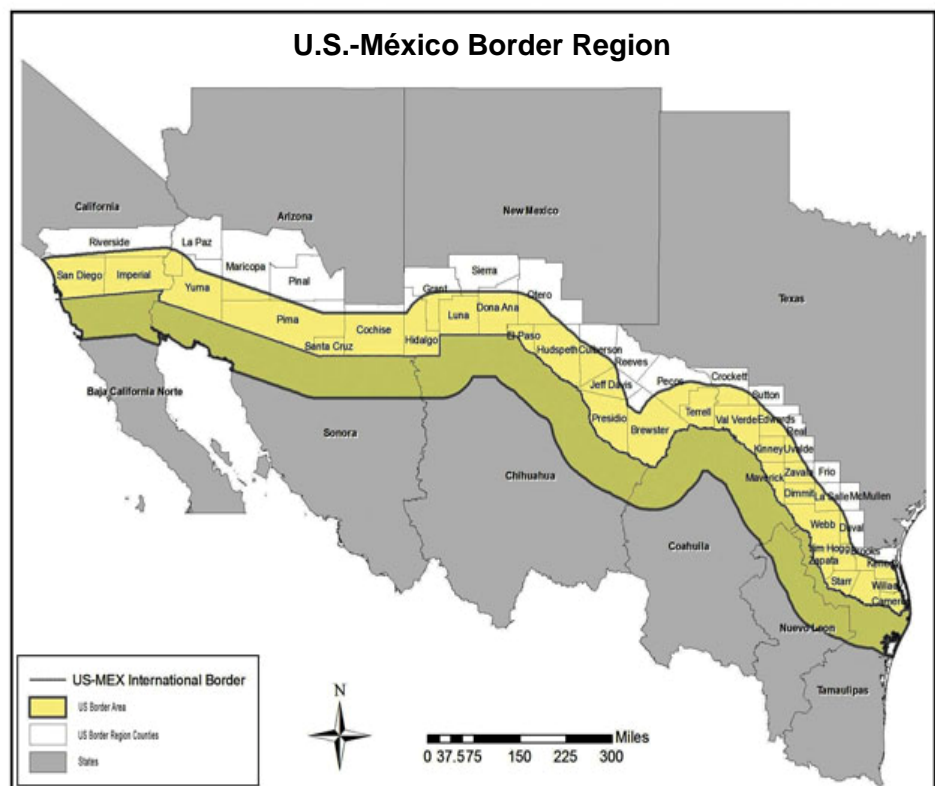 U.S.-México Border Region
California
Arizona
New Mexico
Texas
Riverside
La Paz
Maricopa
Pinal
Grant
Sierra
Otero
San Diego
Imperial
Yuma
Pima
Santa Cruz
Cochise
Hidalgo
Luna
Dona Ana
El Paso
Hudspeth
Culberson
Reeves
Jeff Davis
Pecos
Crockett
Sutton
Presidio
Brewster
Terrell
Val Verde
Edwards
Real
Kinney
Uvalde
Maverick
Zavala
Frio
Dimmit
La Salle
McMullen
Webb
Duval
Jim Hogg
Brooks
Zapata
Starr
Baja California Norte
Sonora
Chihuahua
Coahuila
Nuevo Leon
Tamaulipas
US-MEX International Border
US Border Area
US Border Region Counties
States
N
Miles
0 37.575 150 225 300